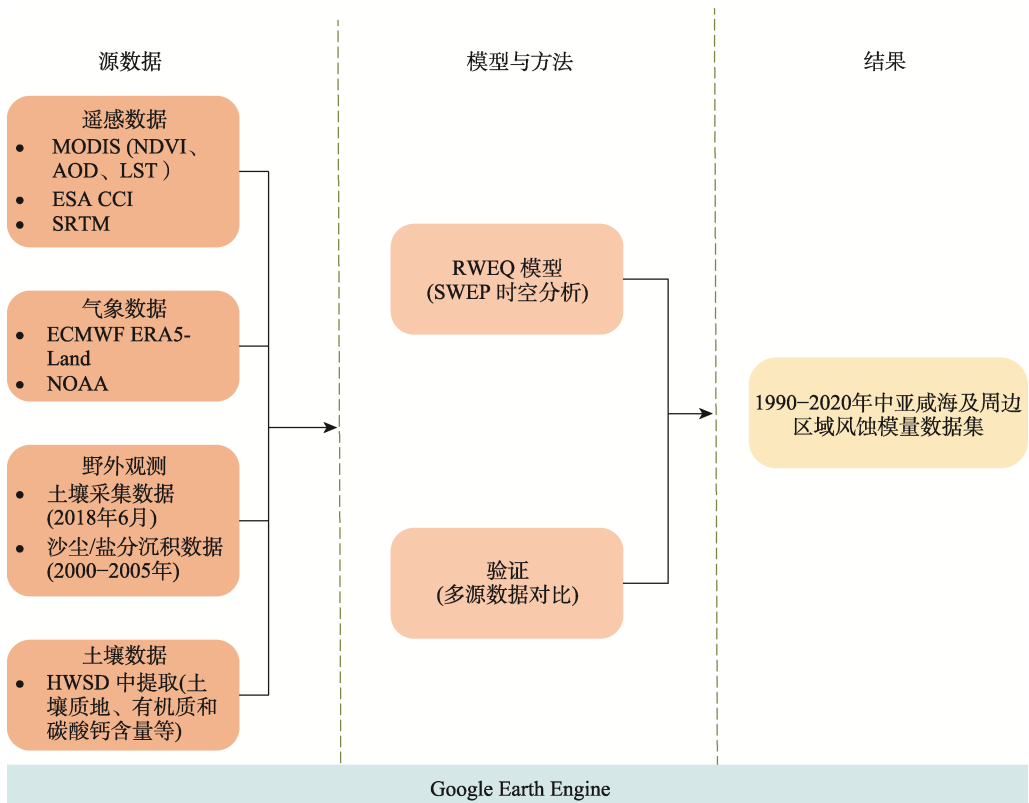 源数据
遥感数据
• MODIS (NDVI、
AOD、LST )
• ESA CCI
• SRTM
气象数据
• ECMWF ERA5-
Land
• NOAA
野外观测
• 土壤采集数据
(2018年6月)
• 沙尘/盐分沉积数据
(2000−2005年)
土壤数据
• HWSD 中提取(土
壤质地、有机质和
碳酸钙含量等)
模型与方法
RWEQ 模型
(SWEP 时空分析)
验证
(多源数据对比)
结果
1990−2020年中亚咸海及周边
区域风蚀模量数据集
Google Earth Engine